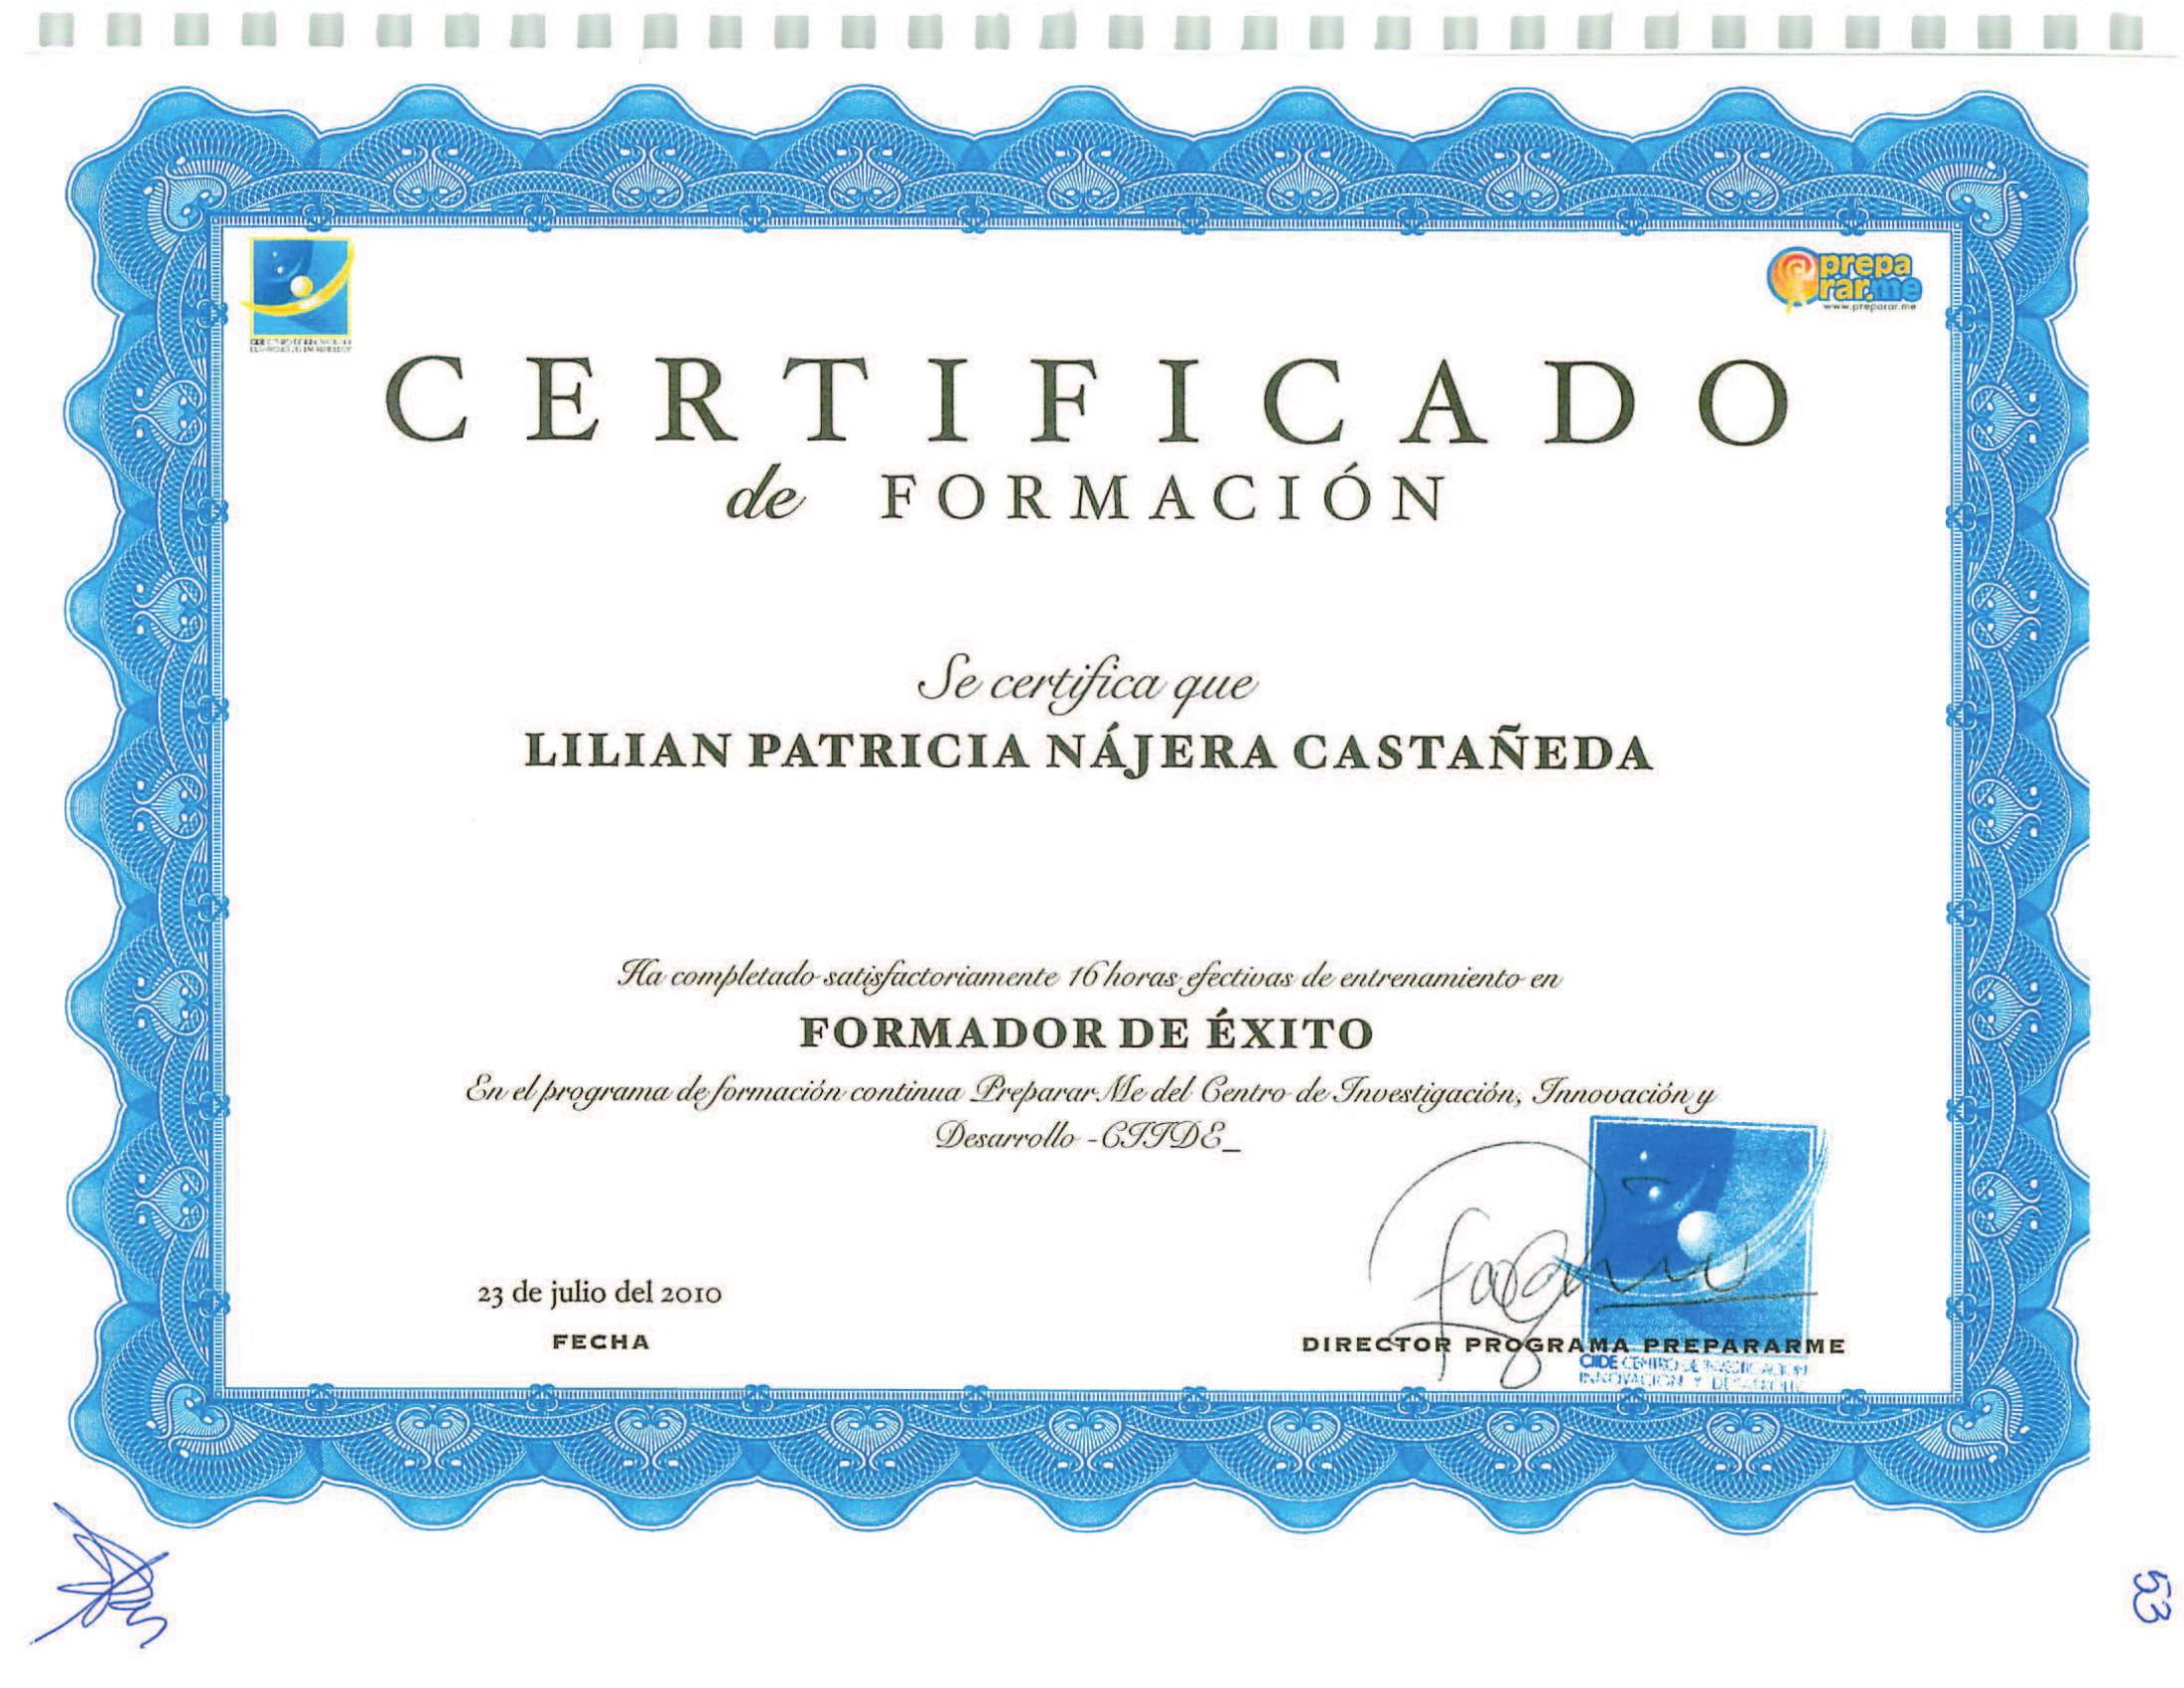 prepa
rar.me
www.preparar.me
CERTIFICADO
de FORMACIÓN
Se certifica que
LILIAN PATRICIA NÁJERA CASTAÑEDA
Ha completado satisfactoriamente 16 horas efectivas de entrenamiento en
FORMADOR DE ÉXITO
En el programa de formación continua Preparar.Me del Centro de Investigación, Innovación y
Desarrollo -CIIDE_
23 de julio del 2010
FECHA
DIRECTOR PROGRAMA PREPARARME
CIIDE CENTRO DE INVESTIGACION
INNOVACION Y DESARROLLO
53